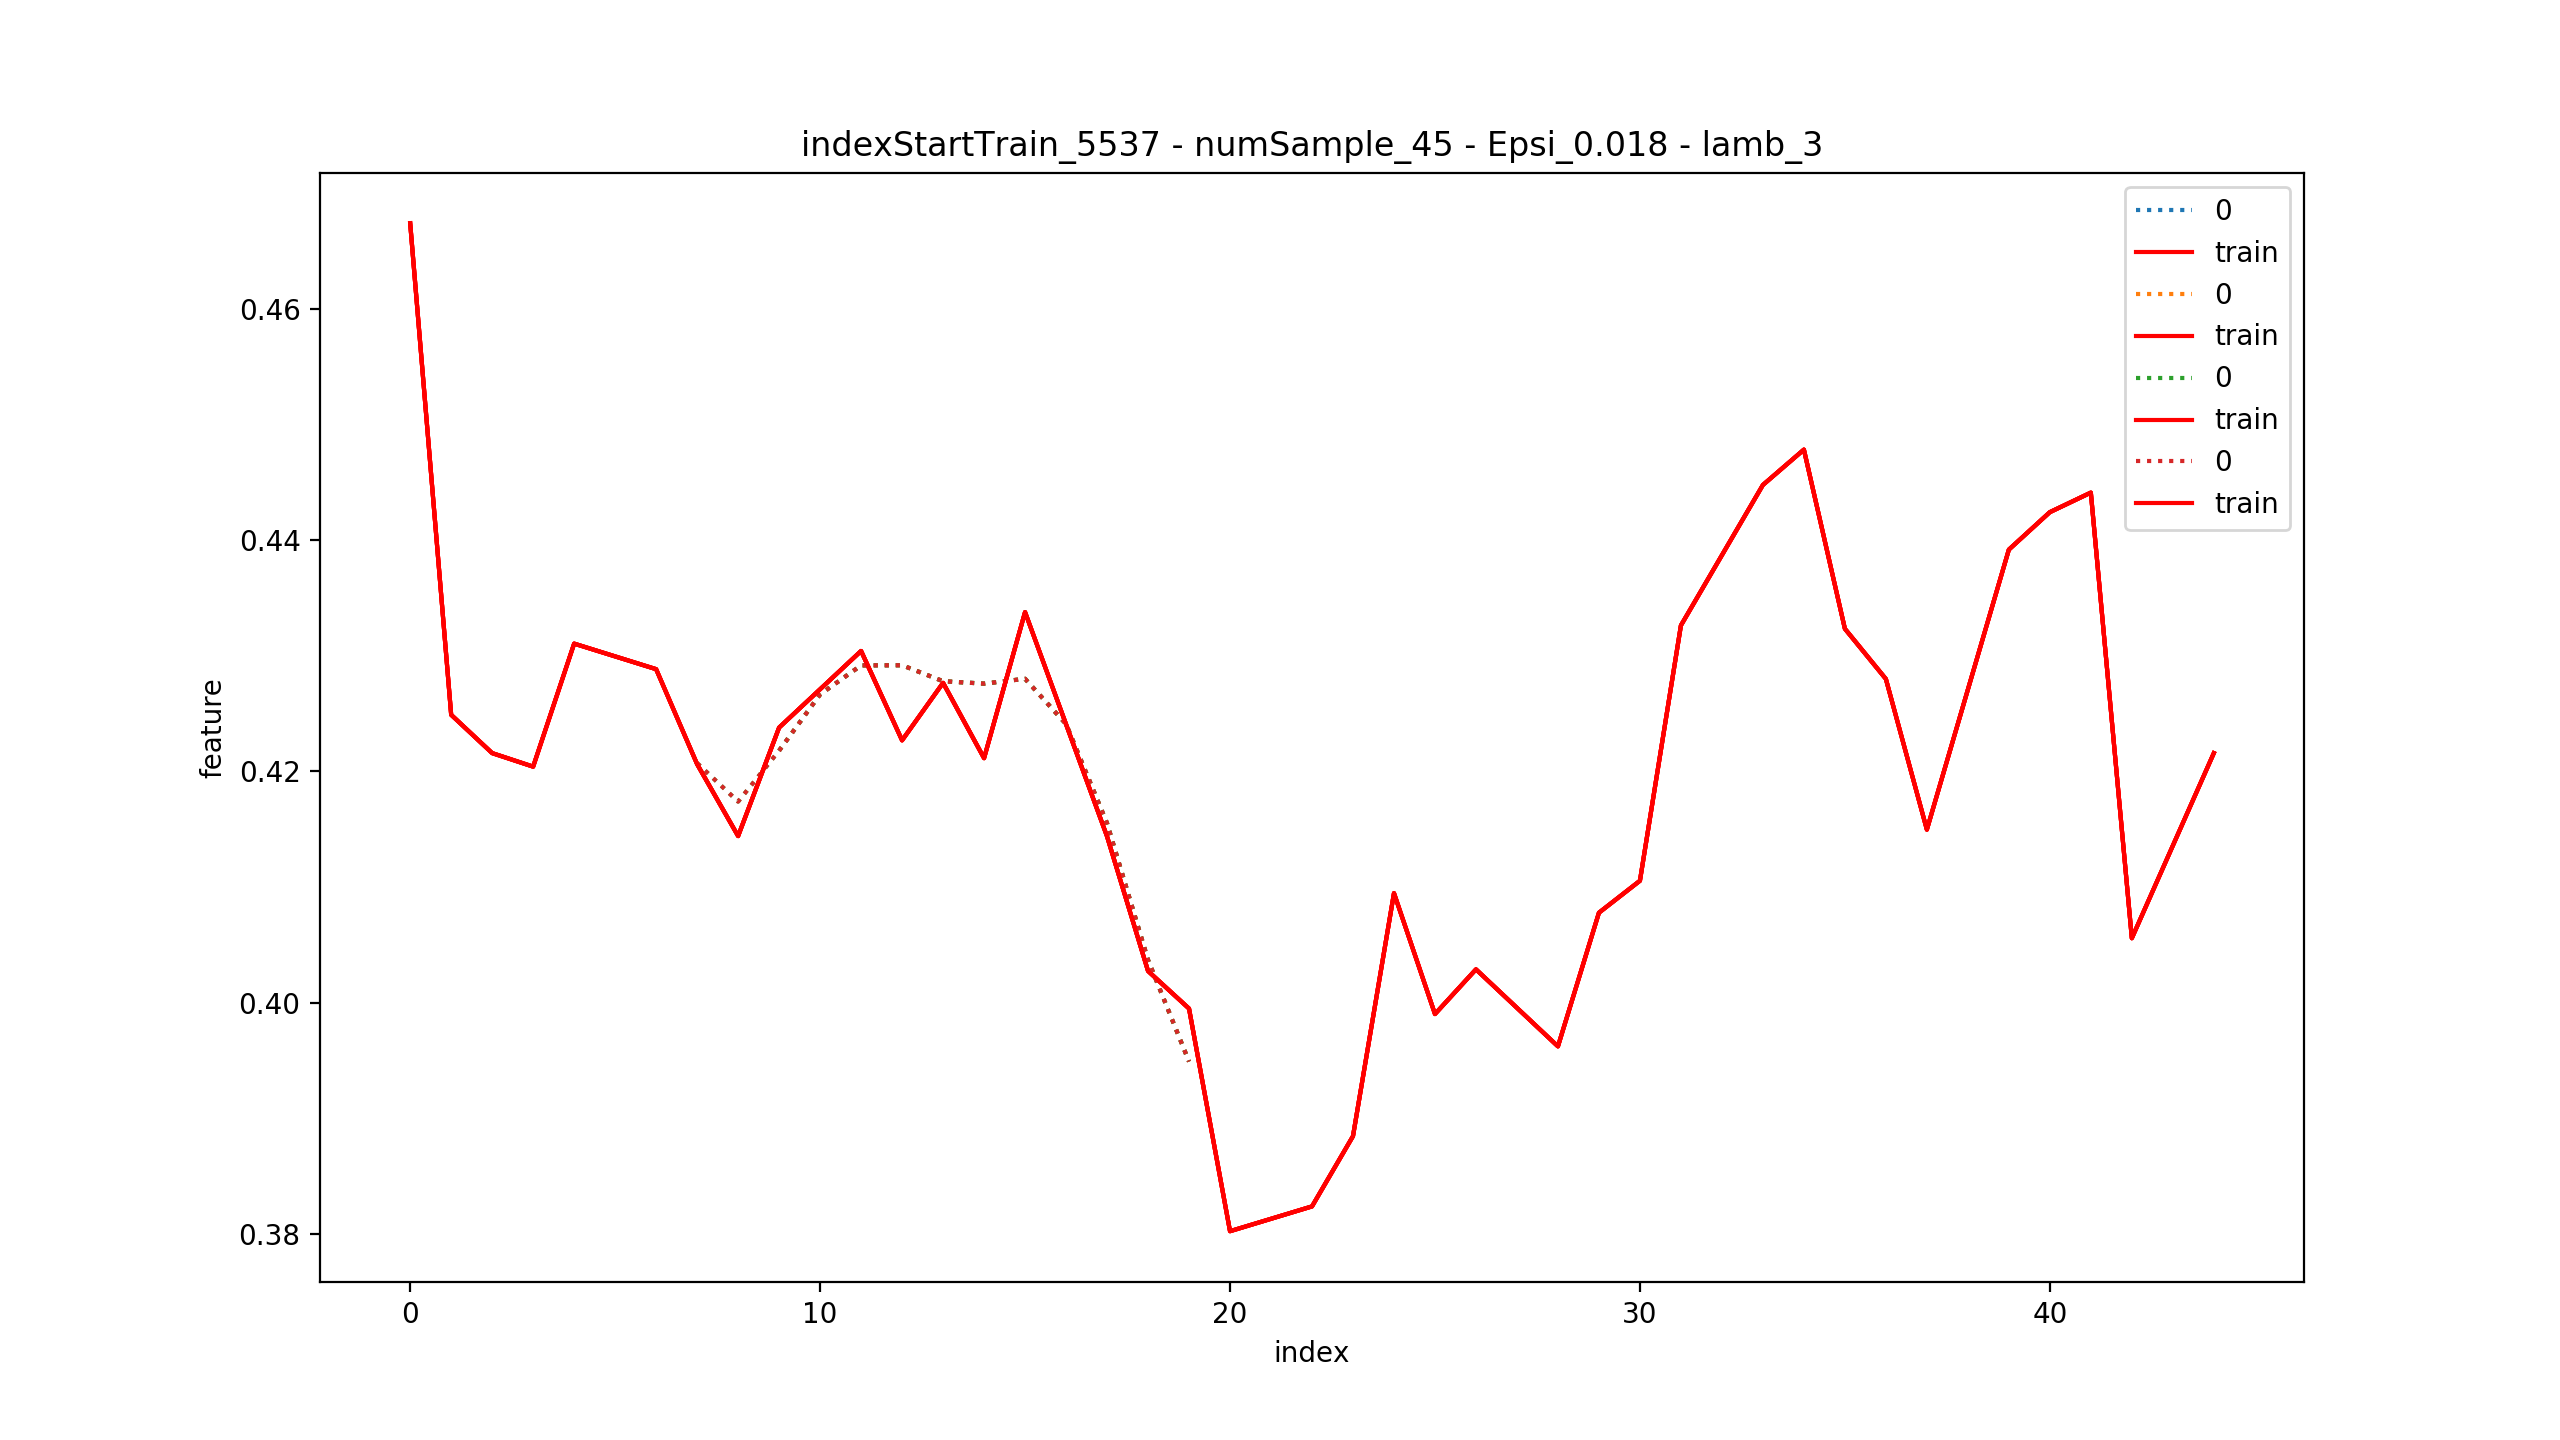 indexStartTrain_5537 - numSample_45 - Epsi_0.018 - lamb_3
0
train
0
train
0
train
0
train
0.46
0.44
0.42
0.40
0.38
feature
0 10 20 30 40
index